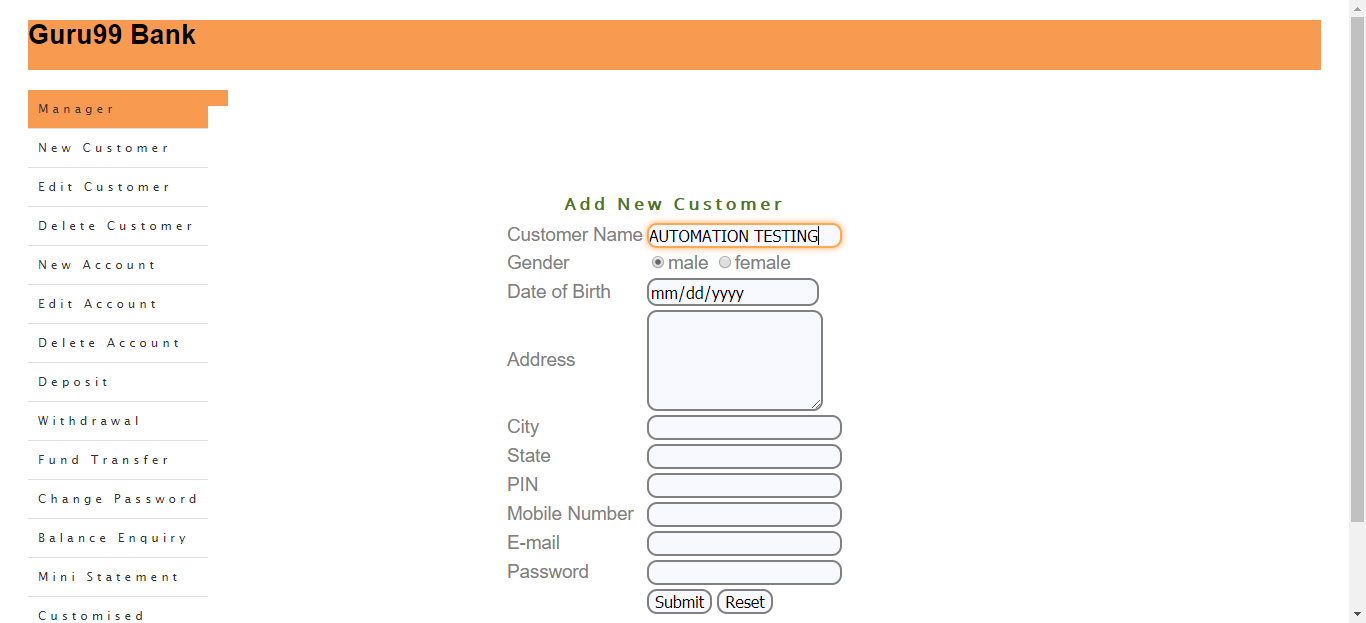 Guru99 Bank
Manager
New Customer
Edit Customer
Delete Customer
New Account
Edit Account
Delete Account
Deposit
Withdrawal
Fund Transfer
Change Password
Balance Enquiry
Mini Statement
Customised
Add New Customer
Customer Name AUTOMATION TESTING
Gender male female
Date of Birth mm/dd/yyyy
Address
City
State
PIN
Mobile Number
E-mail
Password
Submit Reset